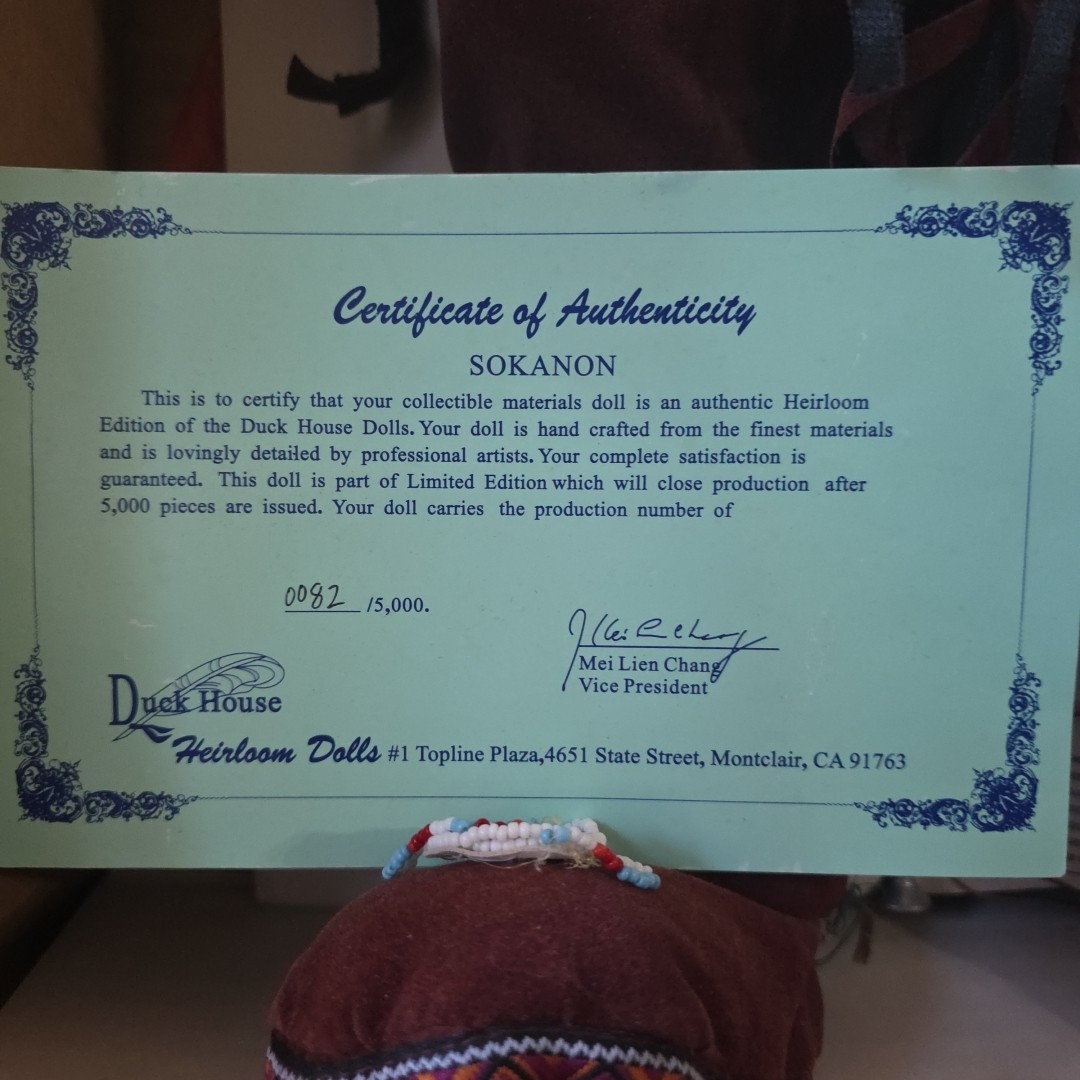 Certificate of Authenticity
SOKANON
This is to certify that your collectible materials doll is an authentic Heirloom
Edition of the Duck House Dolls. Your doll is hand crafted from the finest materials
and is lovingly detailed by professional artists. Your complete satisfaction is
guaranteed. This doll is part of Limited Edition which will close production after
5,000 pieces are issued. Your doll carries the production number of
0082 /5,000.
Mei Lien Chang
Mei Lien Chang
Vice President
Duck House
Heirloom Dolls #1 Topline Plaza,4651 State Street, Montclair, CA 91763